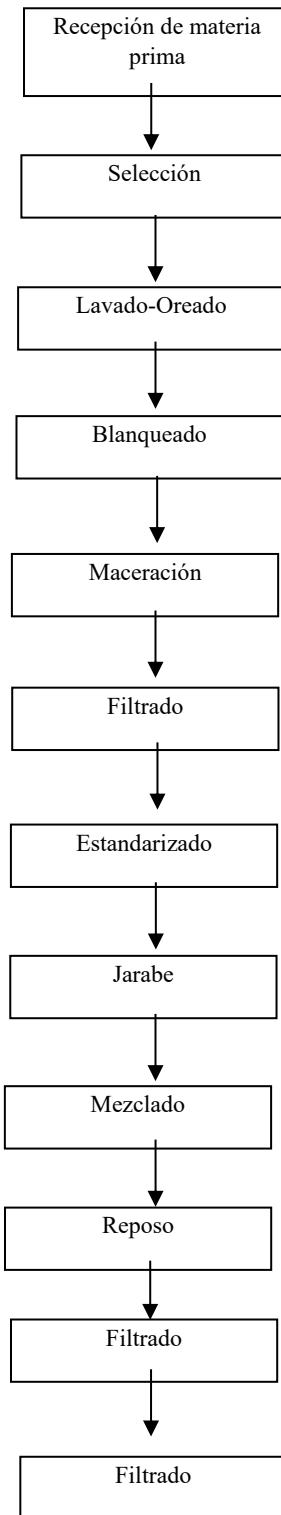 Recepción de materia
prima
Selección
Lavado-Oreado
Blanqueado
Maceración
Filtrado
Estandarizado
Jarabe
Mezclado
Reposo
Filtrado
Filtrado